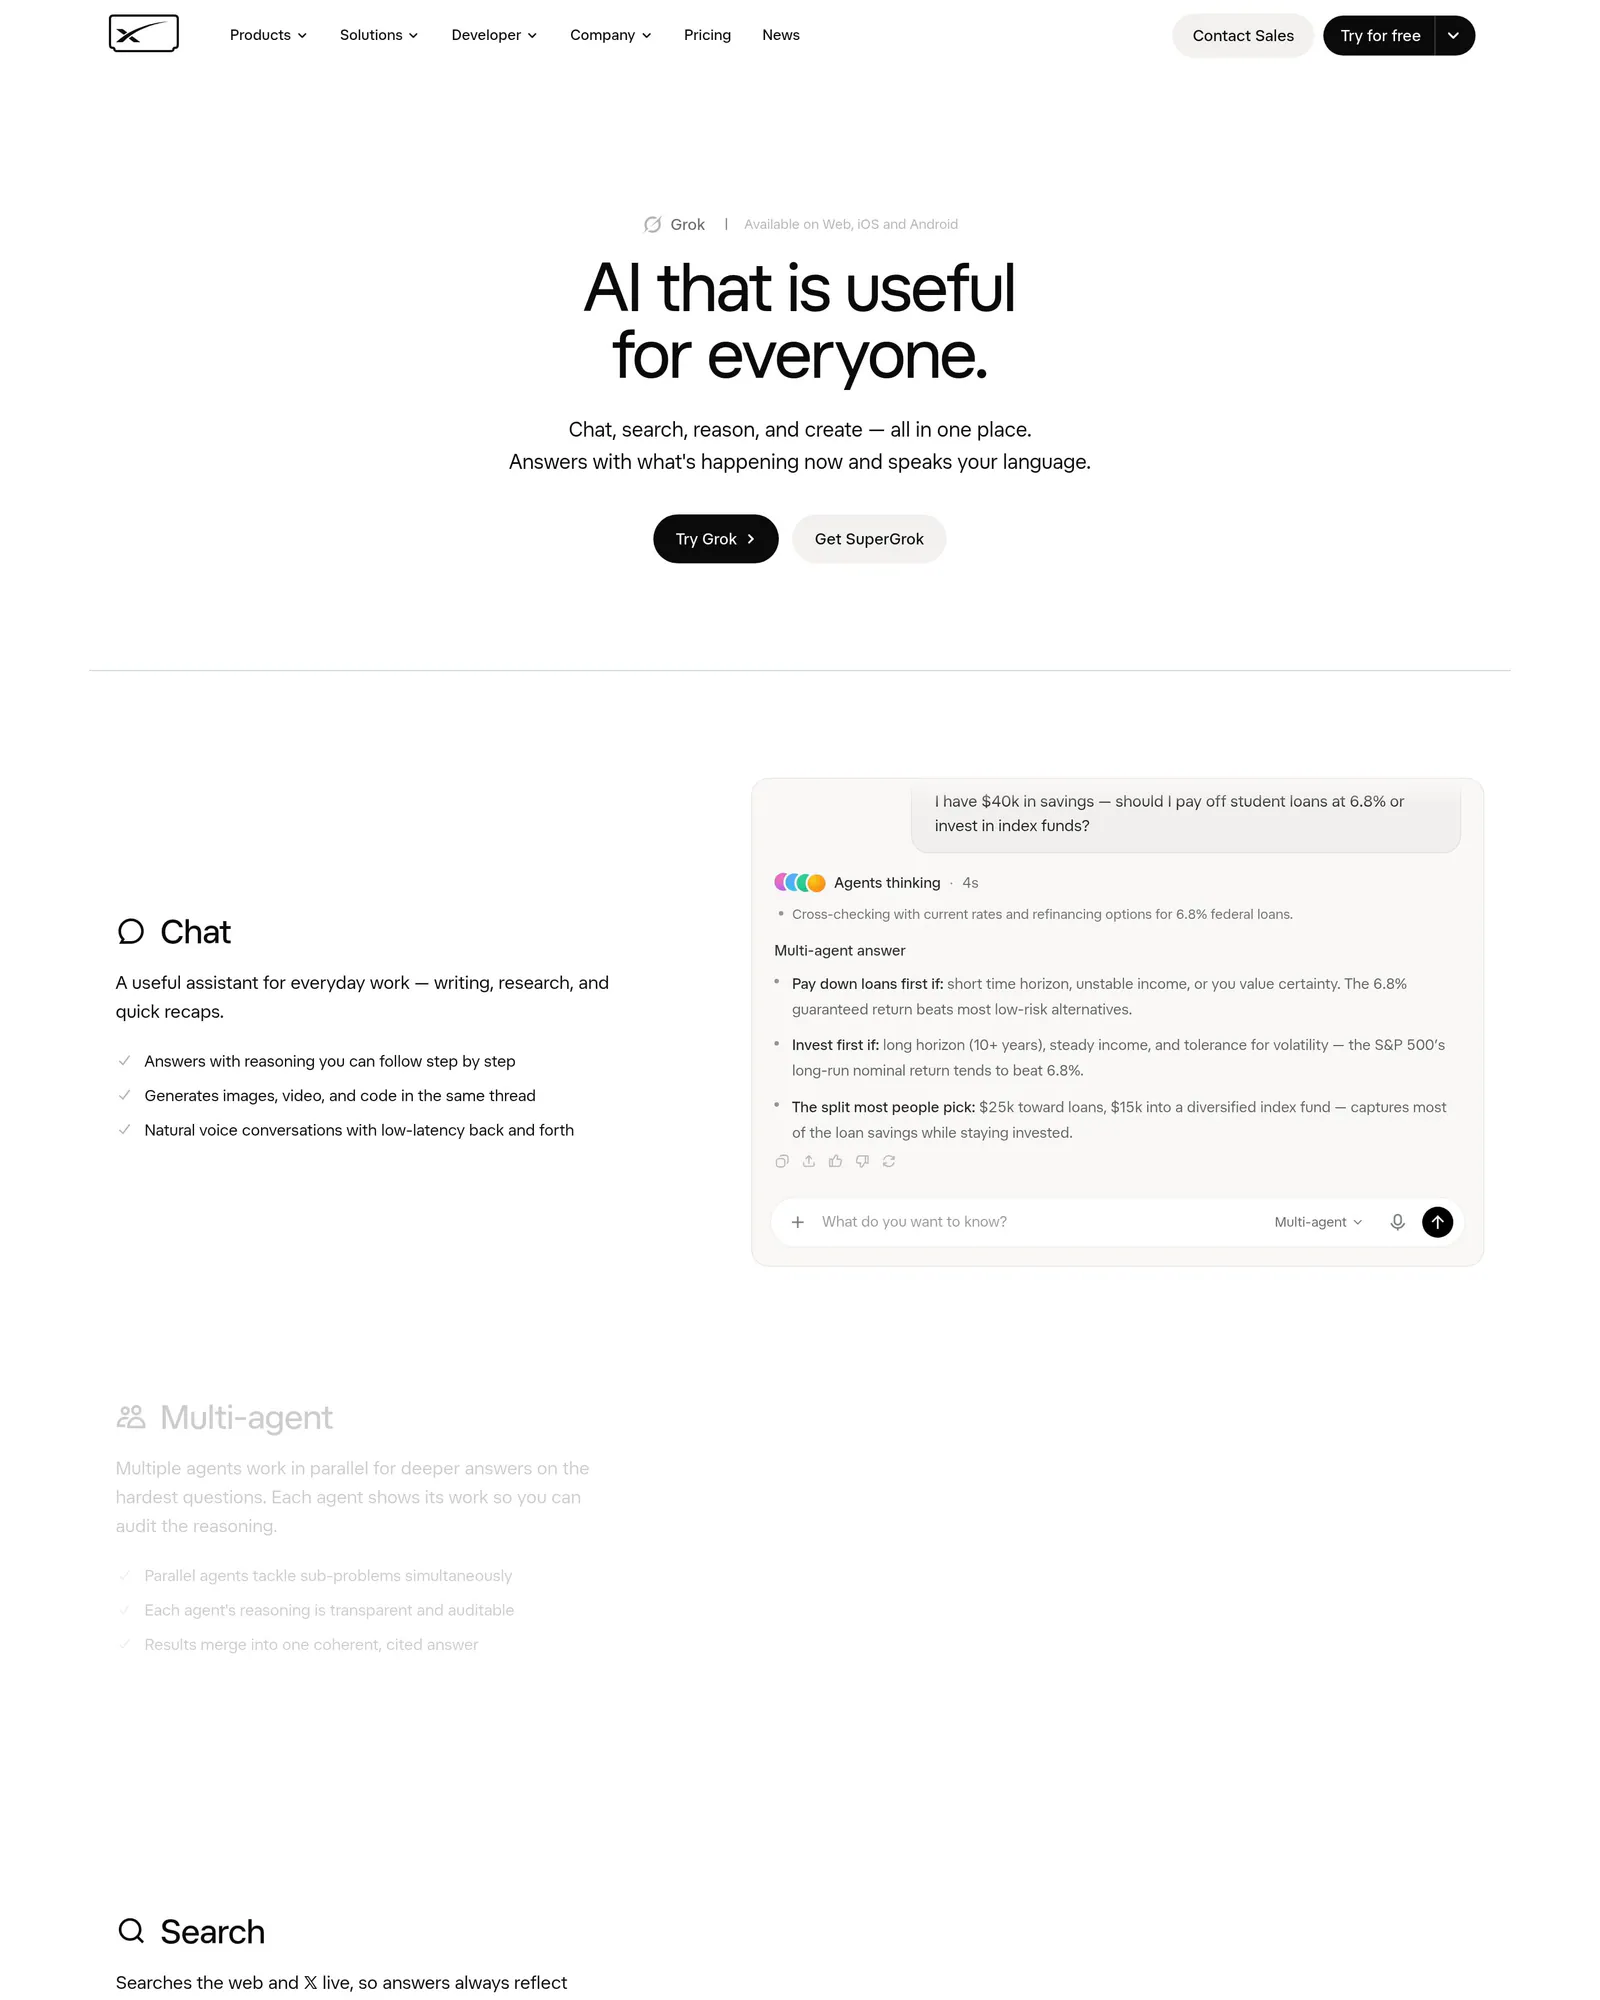 Products
Solutions
Developer
Company
Pricing
News
Contact Sales
Try for free
Grok | Available on Web, iOS and Android
AI that is useful
for everyone.
Chat, search, reason, and create — all in one place.
Answers with what's happening now and speaks your language.
Try Grok
Get SuperGrok
I have $40k in savings — should I pay off student loans at 6.8% or
invest in index funds?
Agents thinking · 4s
• Cross-checking with current rates and refinancing options for 6.8% federal loans.
Multi-agent answer
• Pay down loans first if: short time horizon, unstable income, or you value certainty. The 6.8%
guaranteed return beats most low-risk alternatives.
• Invest first if: long horizon (10+ years), steady income, and tolerance for volatility — the S&P 500’s
long-run nominal return tends to beat 6.8%.
• The split most people pick: $25k toward loans, $15k into a diversified index fund — captures most
of the loan savings while staying invested.
What do you want to know?
Multi-agent
Chat
A useful assistant for everyday work — writing, research, and
quick recaps.
Answers with reasoning you can follow step by step
Generates images, video, and code in the same thread
Natural voice conversations with low-latency back and forth
Multi-agent
Multiple agents work in parallel for deeper answers on the
hardest questions. Each agent shows its work so you can
audit the reasoning.
Parallel agents tackle sub-problems simultaneously
Each agent's reasoning is transparent and auditable
Results merge into one coherent, cited answer
Search
Searches the web and 𝕏 live, so answers always reflect